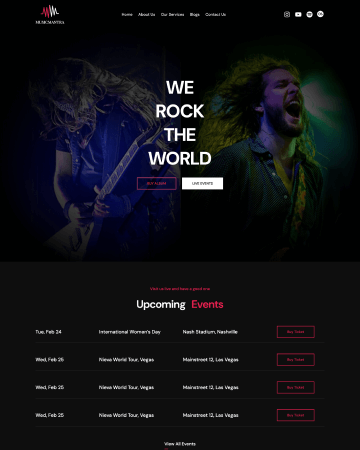 MUSICMANTRA
Home About Us Our Services Blogs Contact Us
WE
ROCK
THE
WORLD
BUY ALBUM LIVE EVENTS
Visit us live and have a good time
Upcoming Events
Tue, Feb 24 International Women's Day Nash Stadium, Nashville Buy Ticket
Wed, Feb 25 Nieva World Tour, Vegas Mainstreet 12, Las Vegas Buy Ticket
Wed, Feb 25 Nieva World Tour, Vegas Mainstreet 12, Las Vegas Buy Ticket
Wed, Feb 25 Nieva World Tour, Vegas Mainstreet 12, Las Vegas Buy Ticket
View All Events